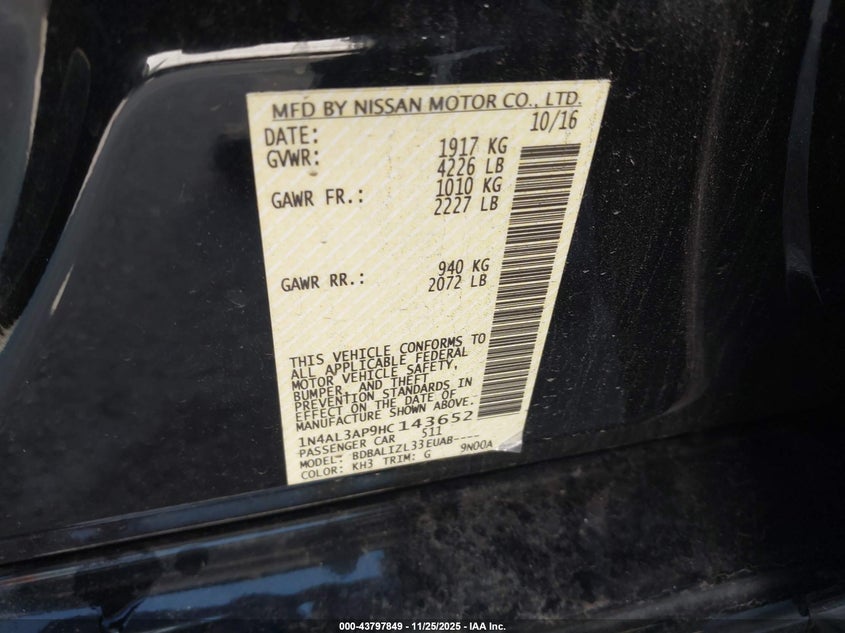 MFD BY NISSAN MOTOR CO., LTD.
DATE: 10/16
GVWR: 1917 KG
4226 LB
GAWR FR.: 1010 KG
2227 LB
GAWR RR.: 940 KG
2072 LB
THIS VEHICLE CONFORMS TO
ALL APPLICABLE FEDERAL
MOTOR VEHICLE SAFETY,
BUMPER, AND THEFT
PREVENTION STANDARDS IN
EFFECT ON THE DATE OF
MANUFACTURE SHOWN ABOVE.
1N4AL3AP9HC143652
PASSENGER CAR 511
MODEL: BDBALIZL33EUAB----
COLOR: KH3 TRIM: G 9N00A
000-43797849 — 11/25/2025 — IAA Inc.